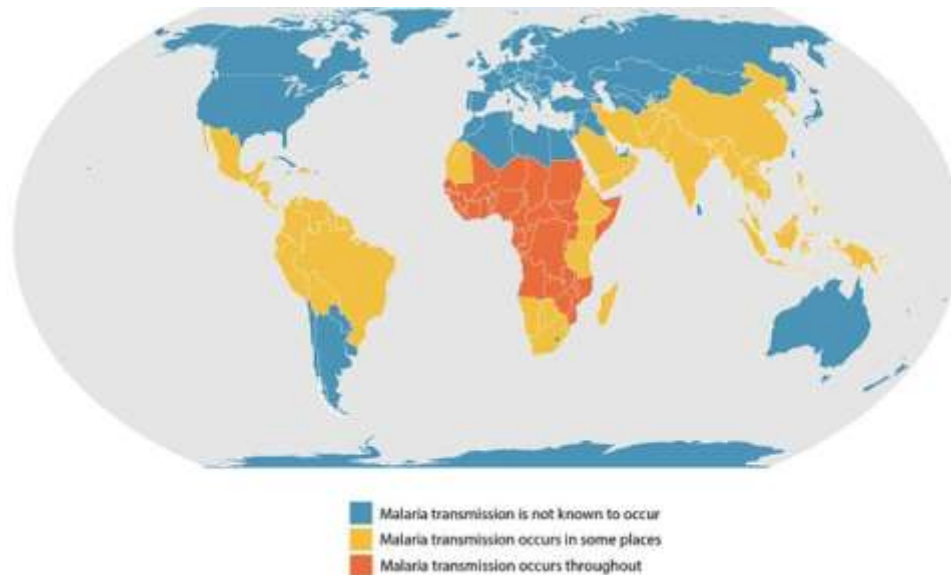 Malaria transmission is not known to occur
Malaria transmission occurs in some places
Malaria transmission occurs throughout